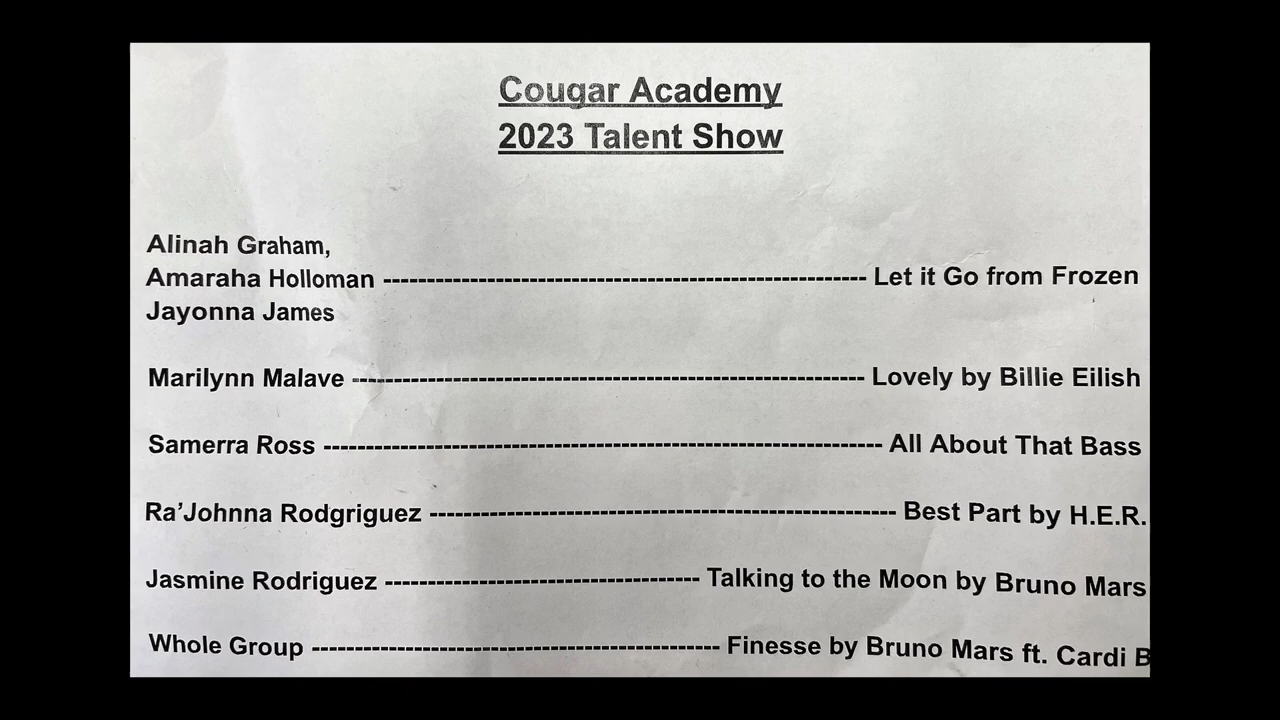 Cougar Academy
2023 Talent Show
Alinah Graham,
Amaraha Holloman ---------------------------------------------------- Let it Go from Frozen
Jayonna James
Marilynn Malave ------------------------------------------------------- Lovely by Billie Eilish
Samerra Ross ------------------------------------------------------------ All About That Bass
Ra’Johnna Rodgriguez -------------------------------------------------- Best Part by H.E.R.
Jasmine Rodriguez ---------------------------------- Talking to the Moon by Bruno Mars
Whole Group -------------------------------------------- Finesse by Bruno Mars ft. Cardi B